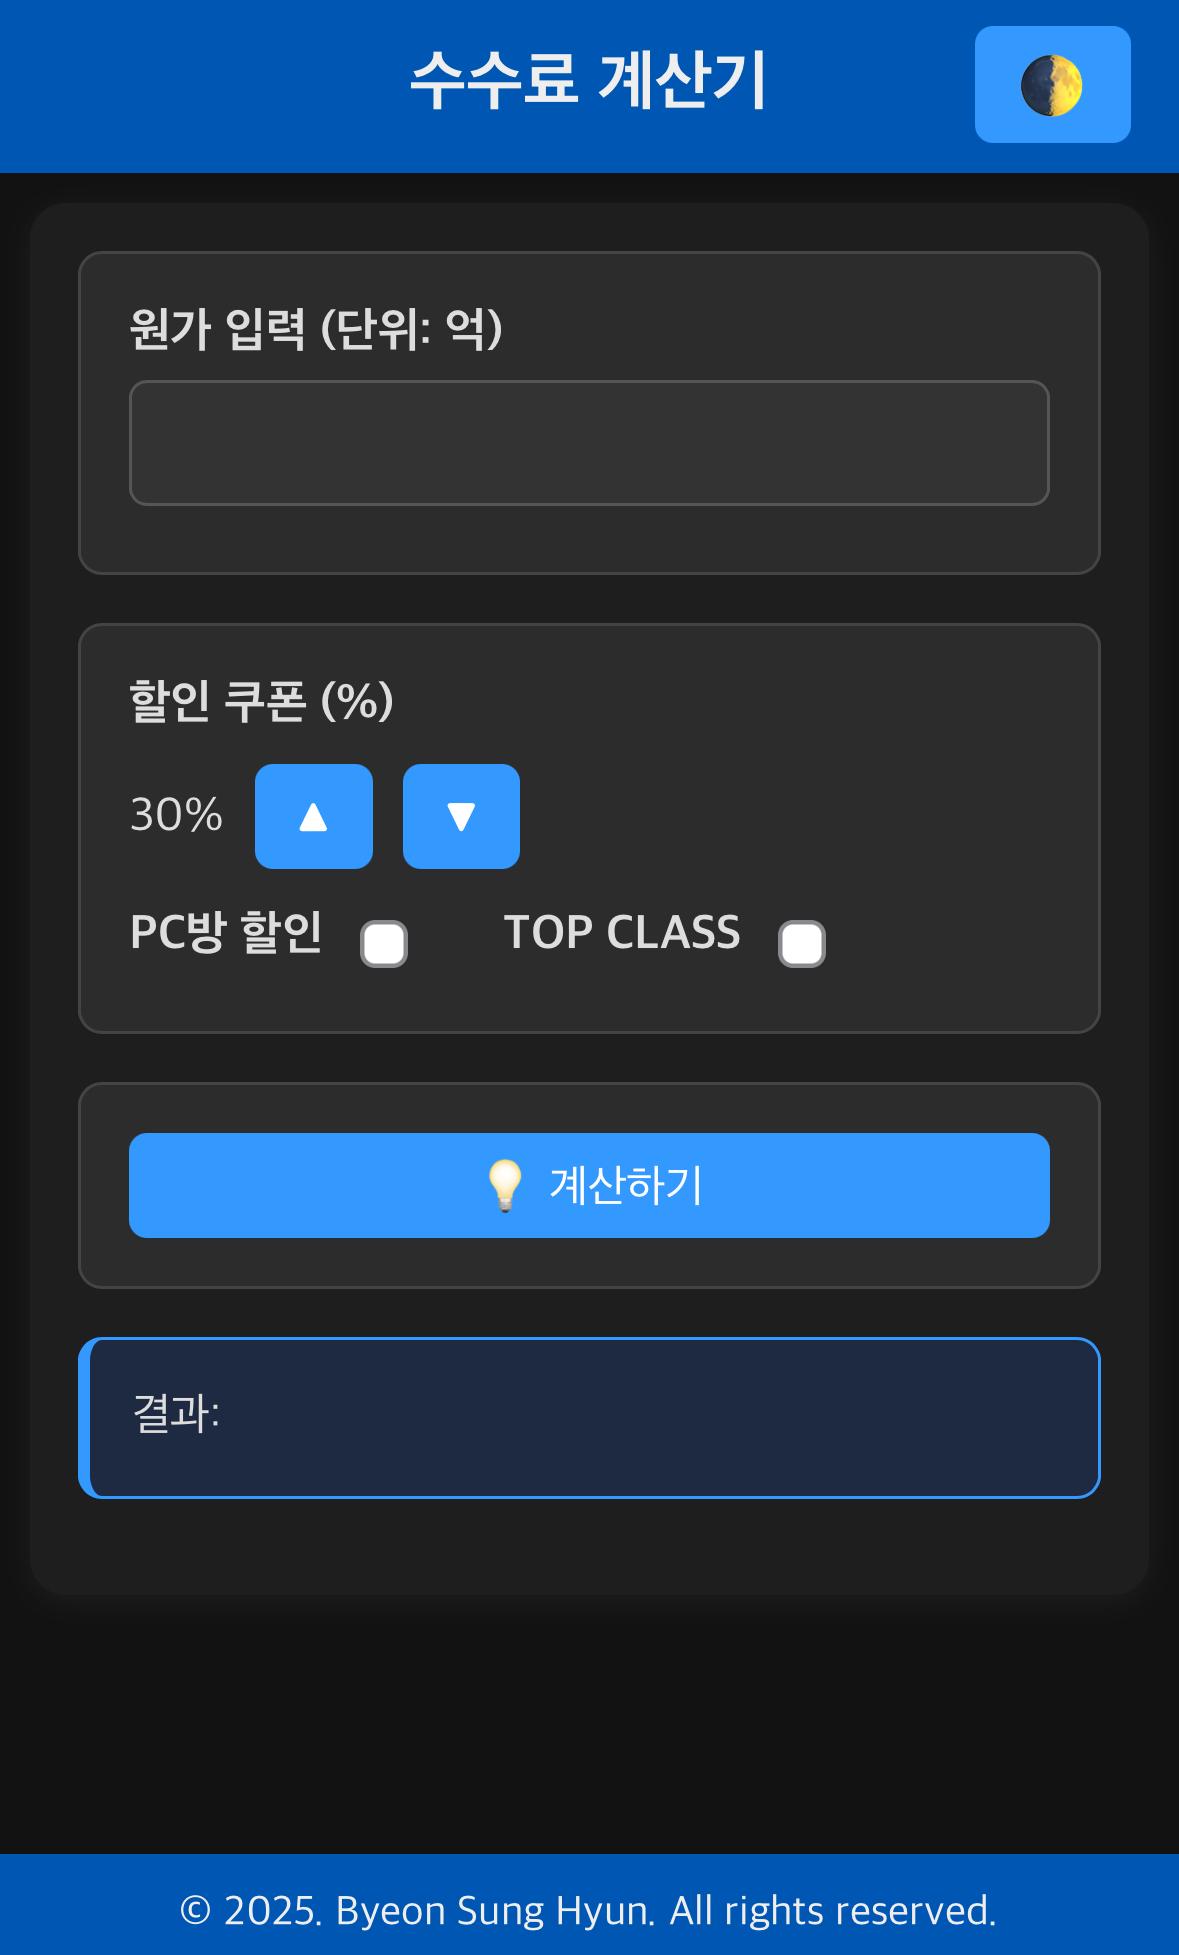 수수료 계산기
원가 입력 (단위: 억)
할인 쿠폰 (%)
30% ▲ ▼
PC방 할인 TOP CLASS
💡 계산하기
결과:
© 2025. Byeon Sung Hyun. All rights reserved.